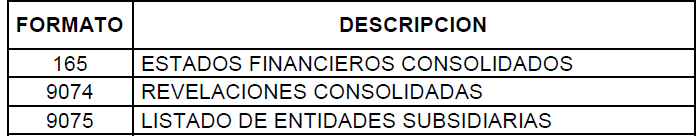 FORMATO DESCRIPCION
165 ESTADOS FINANCIEROS CONSOLIDADOS
9074 REVELACIONES CONSOLIDADAS
9075 LISTADO DE ENTIDADES SUBSIDIARIAS